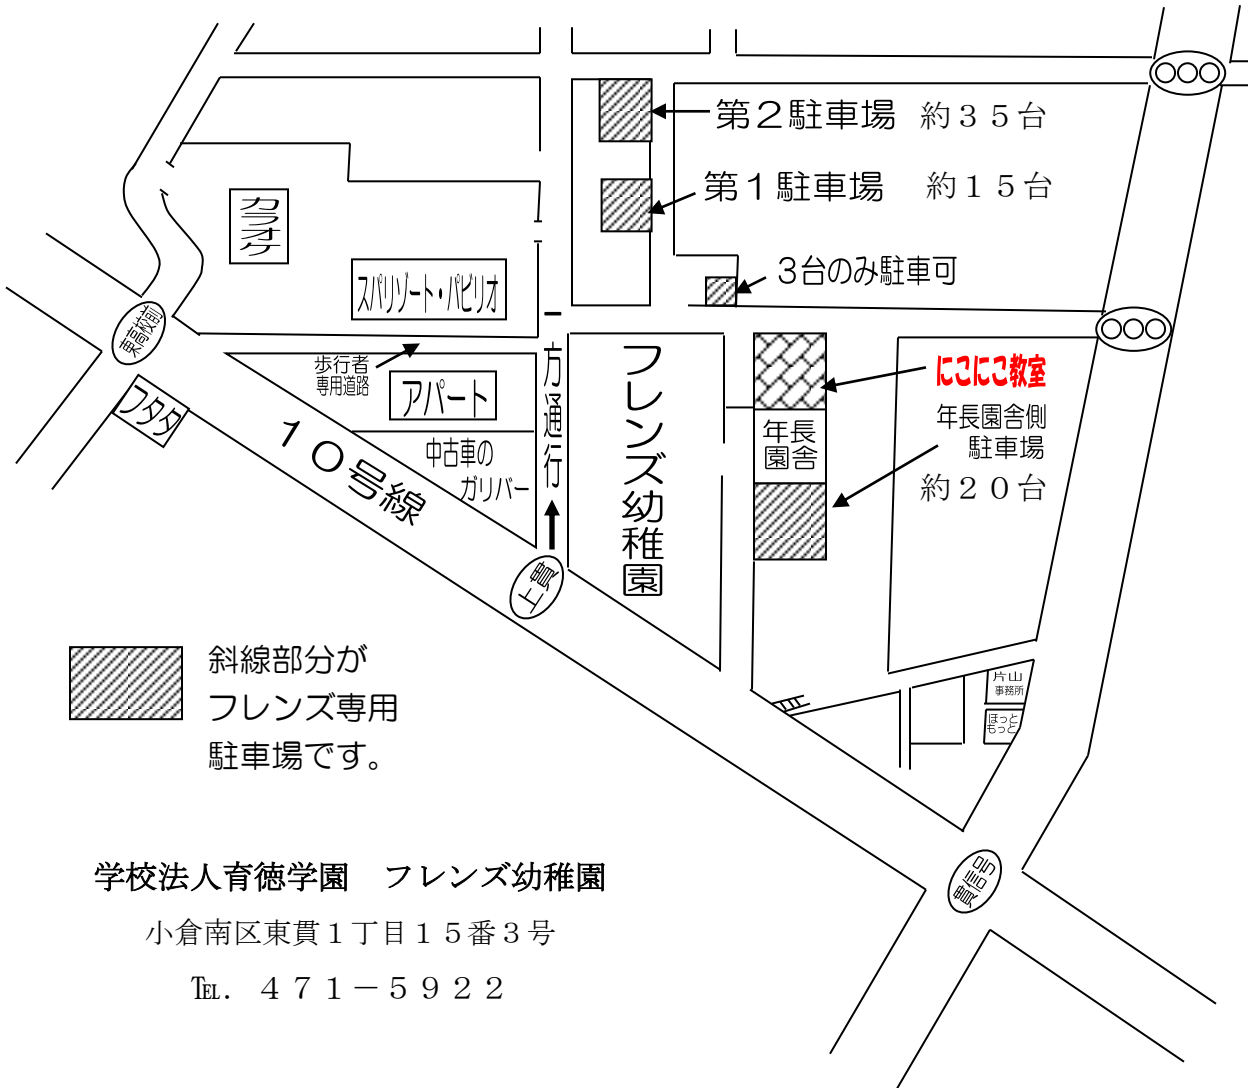 第２駐車場　約３５台
第１駐車場　約１５台
カラオケ
スパリゾート・パビリオ
３台のみ駐車可
東高校前
歩行者
専用道路
アパート
一方通行
フレンズ幼稚園
にこにこ教室
年長
園舎
年長園舎側
駐車場
約２０台
フタタ
１０号線
中古車の
ガリバー
上貫
片山
事務所
ほっと
もっと
斜線部分が
フレンズ専用
駐車場です。
貫信号
学校法人育徳学園　フレンズ幼稚園
小倉南区東貫１丁目１５番３号
℡．４７１－５９２２